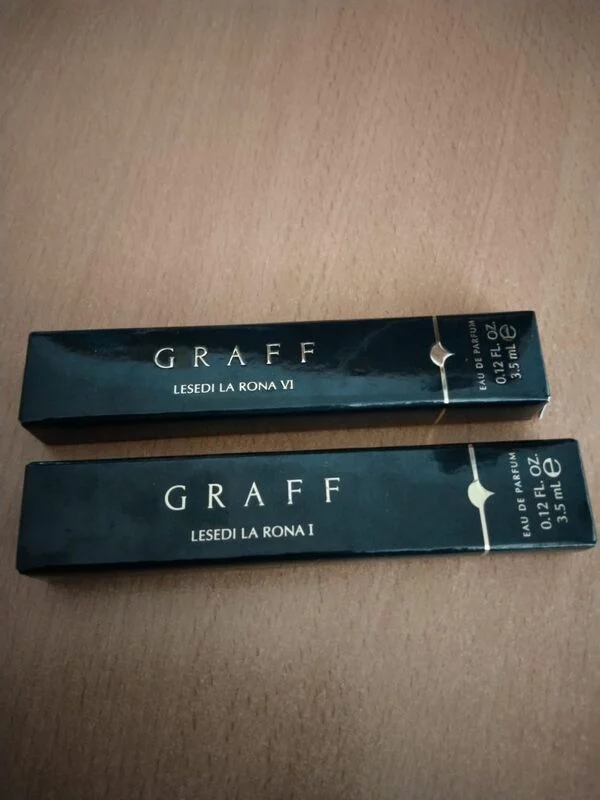 GRAFF
LESEDI LA RONA VI
EAU DE PARFUM
0.12 FL. OZ.
3.5 mL ℮
GRAFF
LESEDI LA RONA I
EAU DE PARFUM
0.12 FL. OZ.
3.5 mL ℮